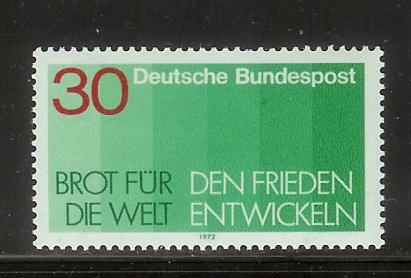 30 Deutsche Bundespost
BROT FÜR DEN FRIEDEN
DIE WELT ENTWICKELN
1972